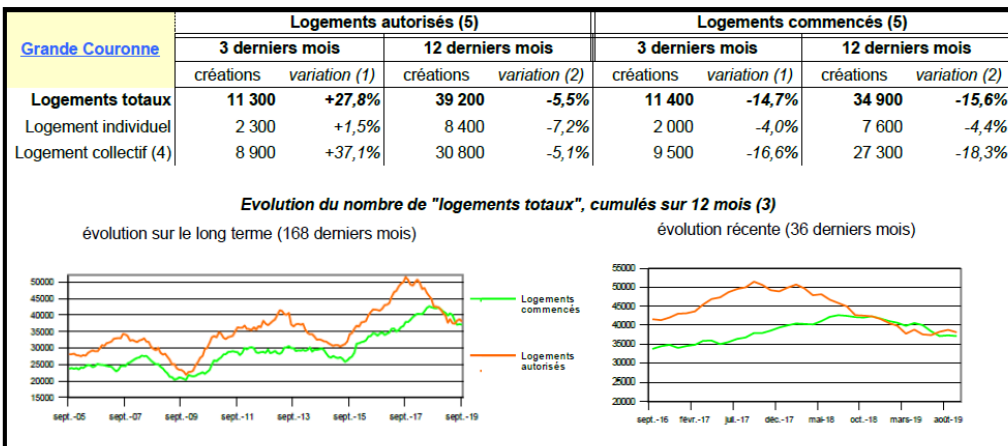 Logements autorisés (5) Logements commencés (5)
Grande Couronne 3 derniers mois 12 derniers mois 3 derniers mois 12 derniers mois
créations variation (1) créations variation (2) créations variation (1) créations variation (2)
Logements totaux 11 300 +27,8% 39 200 -5,5% 11 400 -14,7% 34 900 -15,6%
Logement individuel 2 300 +1,5% 8 400 -7,2% 2 000 -4,0% 7 600 -4,4%
Logement collectif (4) 8 900 +37,1% 30 800 -5,1% 9 500 -16,6% 27 300 -18,3%
Evolution du nombre de "logements totaux", cumulés sur 12 mois (3)
évolution sur le long terme (168 derniers mois)
50000
45000
40000
35000
30000
25000
20000
15000
sept.-05 sept.-07 sept.-09 sept.-11 sept.-13 sept.-15 sept.-17 sept.-19
Logements
commencés
Logements
autorisés
évolution récente (36 derniers mois)
55000
50000
45000
40000
35000
30000
25000
20000
sept.-16 févr.-17 juil.-17 déc.-17 mai-18 oct.-18 mars-19 août-19